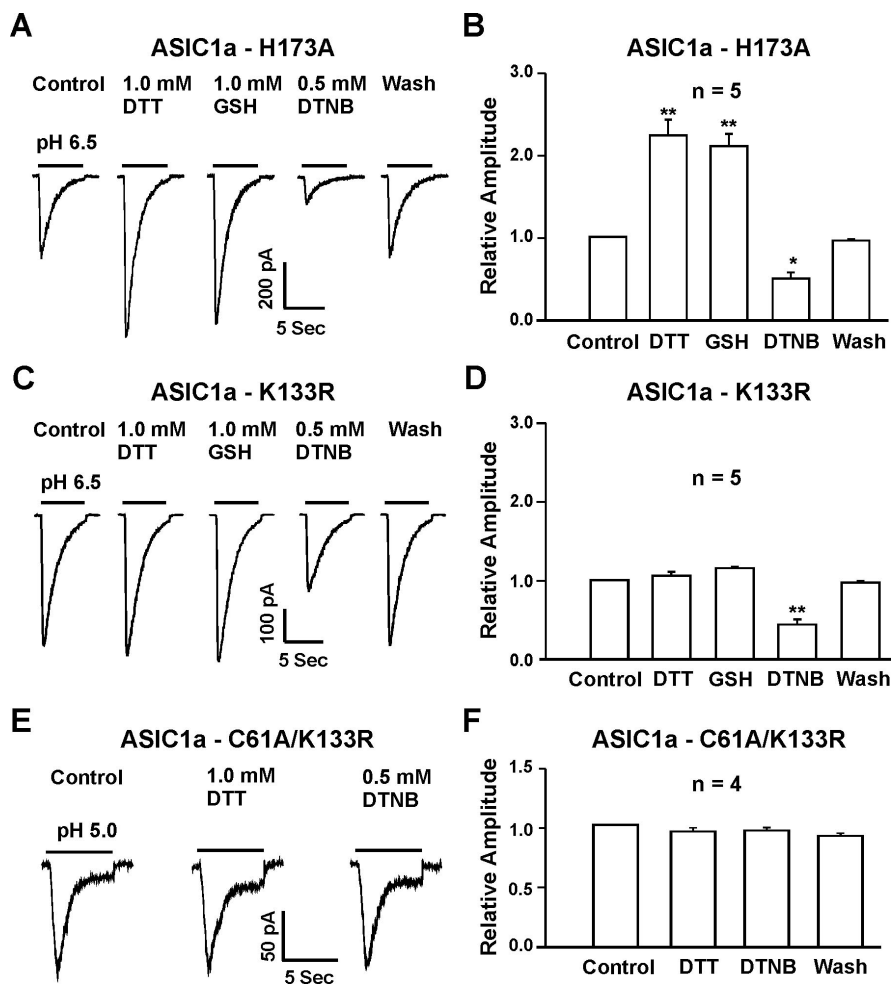 A
ASIC1a - H173A
Control 1.0 mM 1.0 mM 0.5 mM Wash
DTT GSH DTNB
pH 6.5
200 pA
5 Sec
B
ASIC1a - H173A
n = 5
Relative Amplitude
3.0
2.0
1.0
0.0
** ** *
Control DTT GSH DTNB Wash
C
ASIC1a - K133R
Control 1.0 mM 1.0 mM 0.5 mM Wash
DTT GSH DTNB
pH 6.5
100 pA
5 Sec
D
ASIC1a - K133R
n = 5
Relative Amplitude
3.0
2.0
1.0
0.0
**
Control DTT GSH DTNB Wash
E
ASIC1a - C61A/K133R
Control 1.0 mM 0.5 mM
DTT DTNB
pH 5.0
50 pA
5 Sec
F
ASIC1a - C61A/K133R
n = 4
Relative Amplitude
1.5
1.0
0.5
0.0
Control DTT DTNB Wash